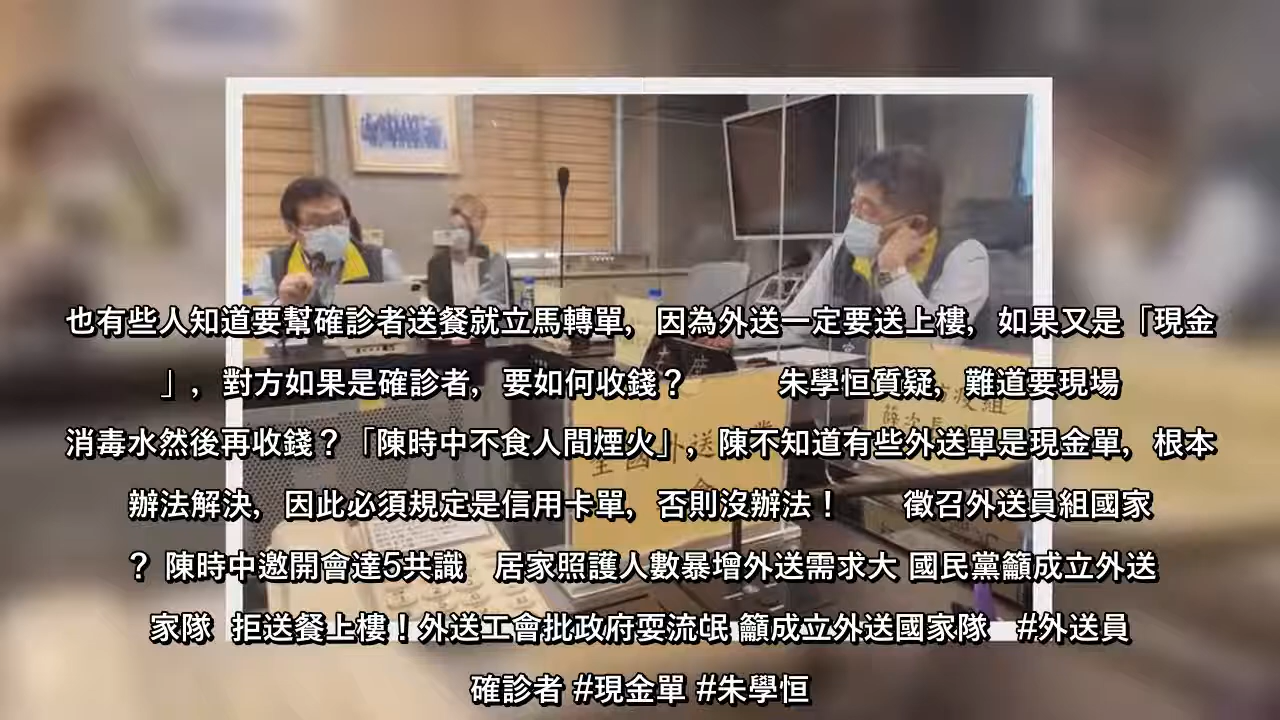 也有些人知道要幫確診者送餐就立馬轉單，因為外送一定要送上樓，如果又是「現金
」，對方如果是確診者，要如何收錢？ 朱學恒質疑，難道要現場
消毒水然後再收錢？「陳時中不食人間煙火」，陳不知道有些外送單是現金單，根本
辦法解決，因此必須規定是信用卡單，否則沒辦法！ 徵召外送員組國家
？ 陳時中邀開會達5共識 居家照護人數暴增外送需求大 國民黨籲成立外送
家隊 拒送餐上樓！外送工會批政府耍流氓 籲成立外送國家隊 #外送員
確診者 #現金單 #朱學恒